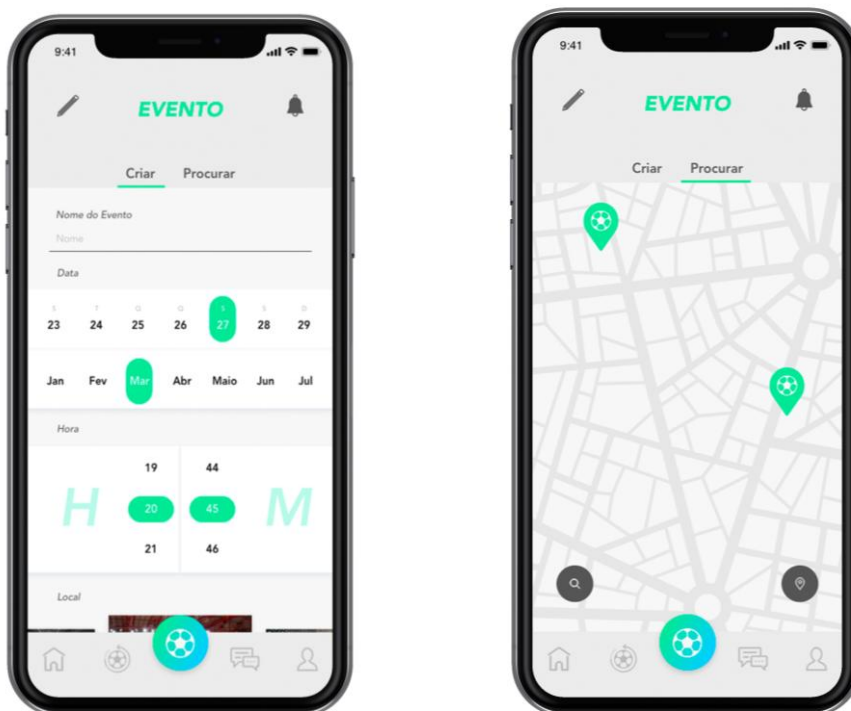 9:41
EVENTO
Criar Procurar
Nome do Evento
Nome
Data
S T Q Q S S D
23 24 25 26 27 28 29
Jan Fev Mar Abr Maio Jun Jul
Hora
19 44
H 20 45 M
21 46
Local
9:41
EVENTO
Criar Procurar